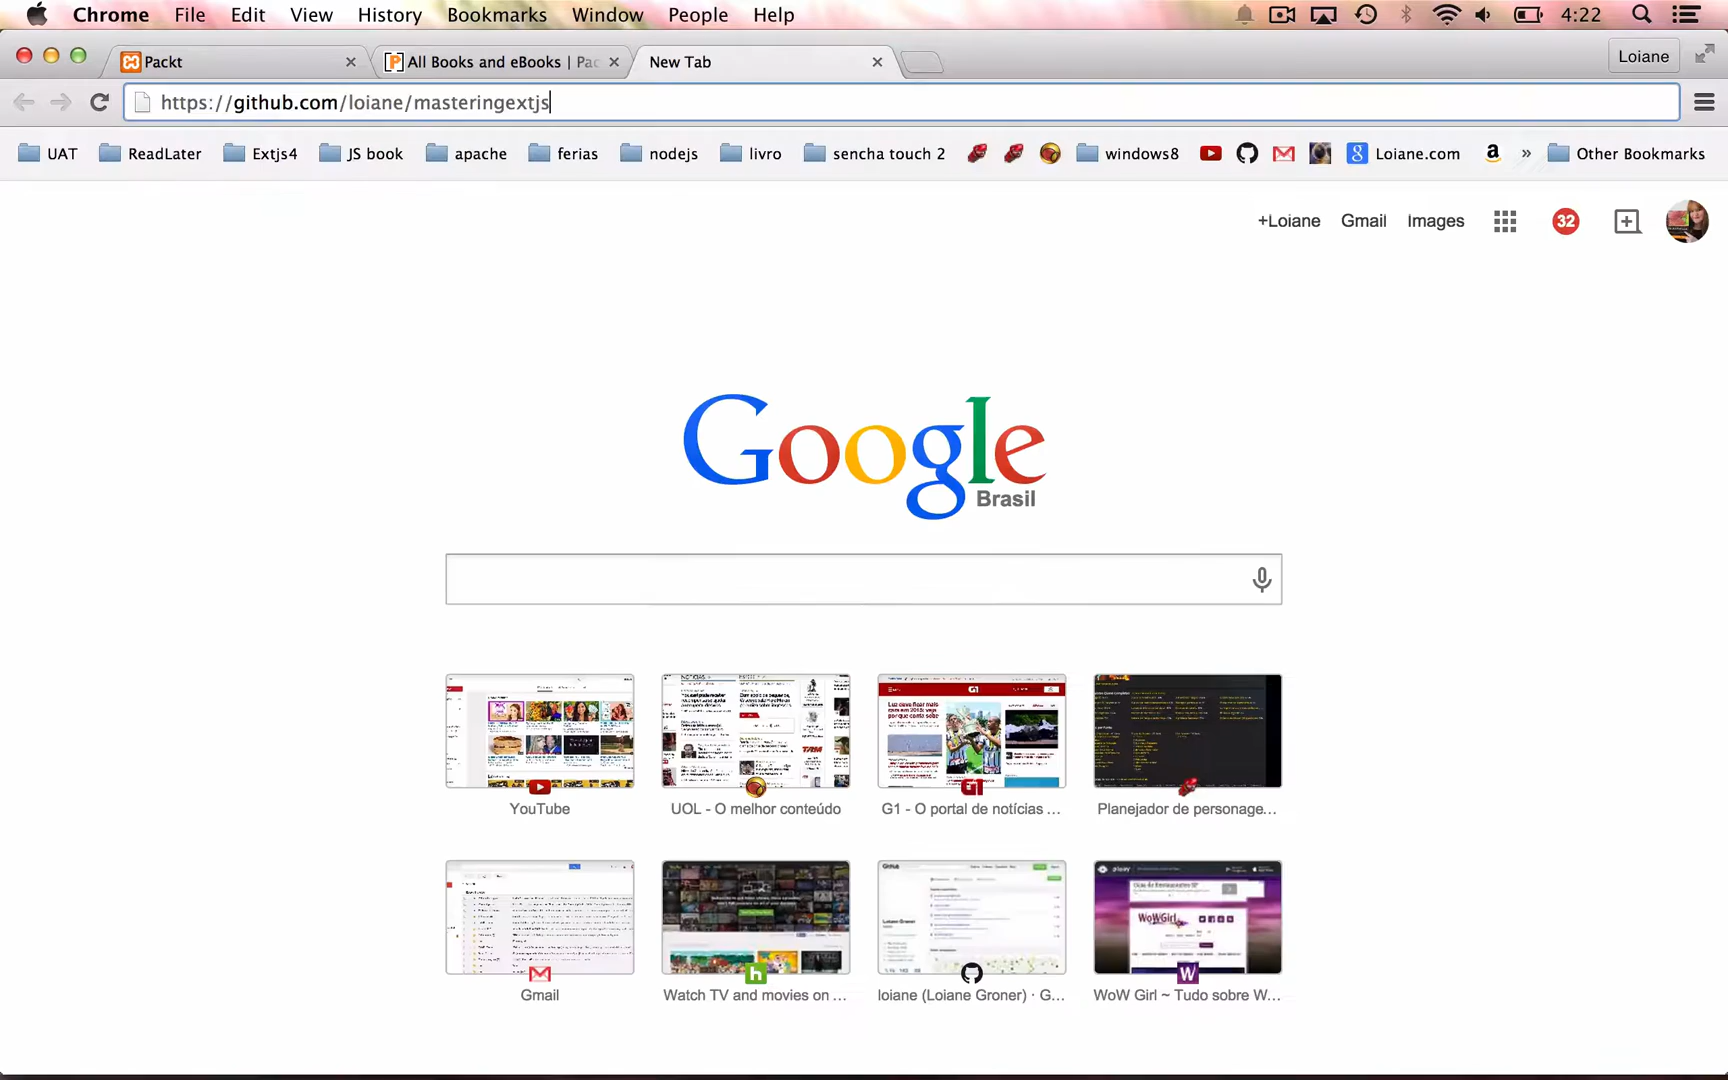 Chrome File Edit View History Bookmarks Window People Help 4:22
Packt All Books and eBooks | Pac New Tab Loiane
https://github.com/loiane/masteringextjs
UAT ReadLater Extjs4 JS book apache ferias nodejs livro sencha touch 2 windows8 Loiane.com » Other Bookmarks
+Loiane Gmail Images 32
Google
Brasil
YouTube UOL - O melhor conteúdo G1 - O portal de notícias ... Planejador de personage...
Gmail Watch TV and movies on ... loiane (Loiane Groner) · G... WoW Girl ~ Tudo sobre W...